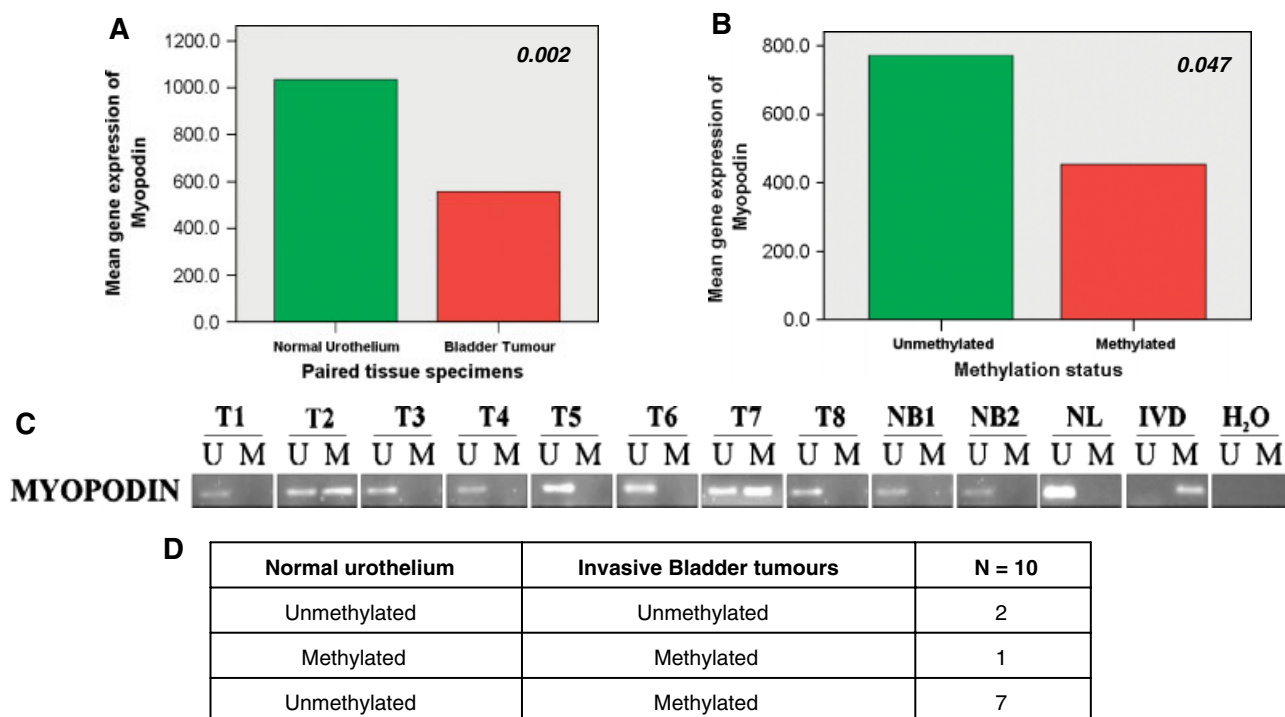 A
Mean gene expression of
Myopodin
1200.0
1000.0
800.0
600.0
400.0
200.0
0.0
0.002
Normal Urothelium Bladder Tumour
Paired tissue specimens
B
Mean gene expression of
Myopodin
800.0
600.0
400.0
200.0
0.0
0.047
Unmethylated Methylated
Methylation status
C
T1 T2 T3 T4 T5 T6 T7 T8 NB1 NB2 NL IVD H₂O
U M U M U M U M U M U M U M U M U M U M U M U M U M
MYOPODIN
D
Normal urothelium Invasive Bladder tumours N = 10
Unmethylated Unmethylated 2
Methylated Methylated 1
Unmethylated Methylated 7